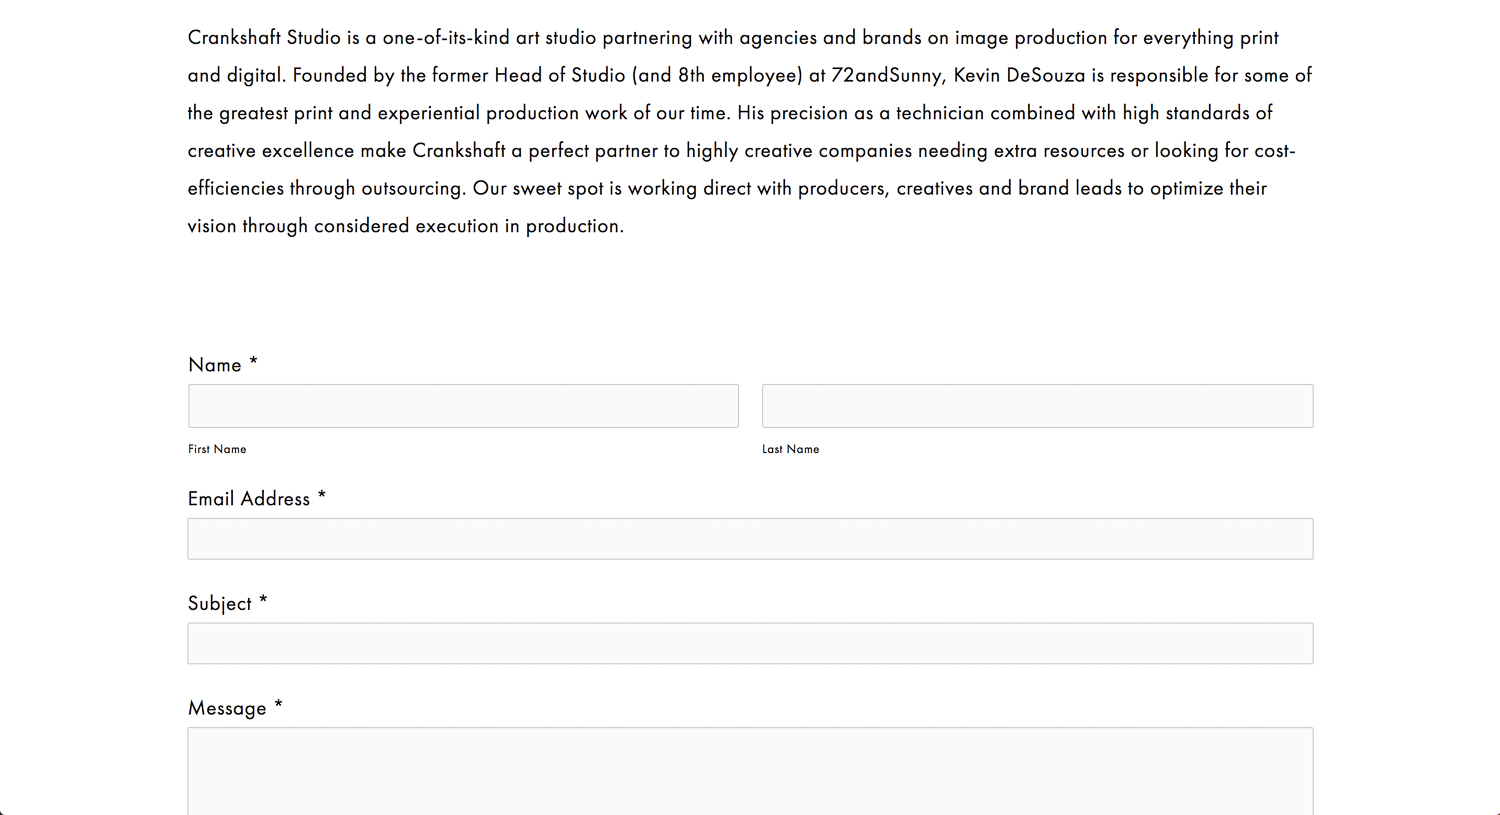 Crankshaft Studio is a one-of-its-kind art studio partnering with agencies and brands on image production for everything print
and digital. Founded by the former Head of Studio (and 8th employee) at 72andSunny, Kevin DeSouza is responsible for some of
the greatest print and experiential production work of our time. His precision as a technician combined with high standards of
creative excellence make Crankshaft a perfect partner to highly creative companies needing extra resources or looking for cost-
efficiencies through outsourcing. Our sweet spot is working direct with producers, creatives and brand leads to optimize their
vision through considered execution in production.
Name *
First Name
Last Name
Email Address *
Subject *
Message *